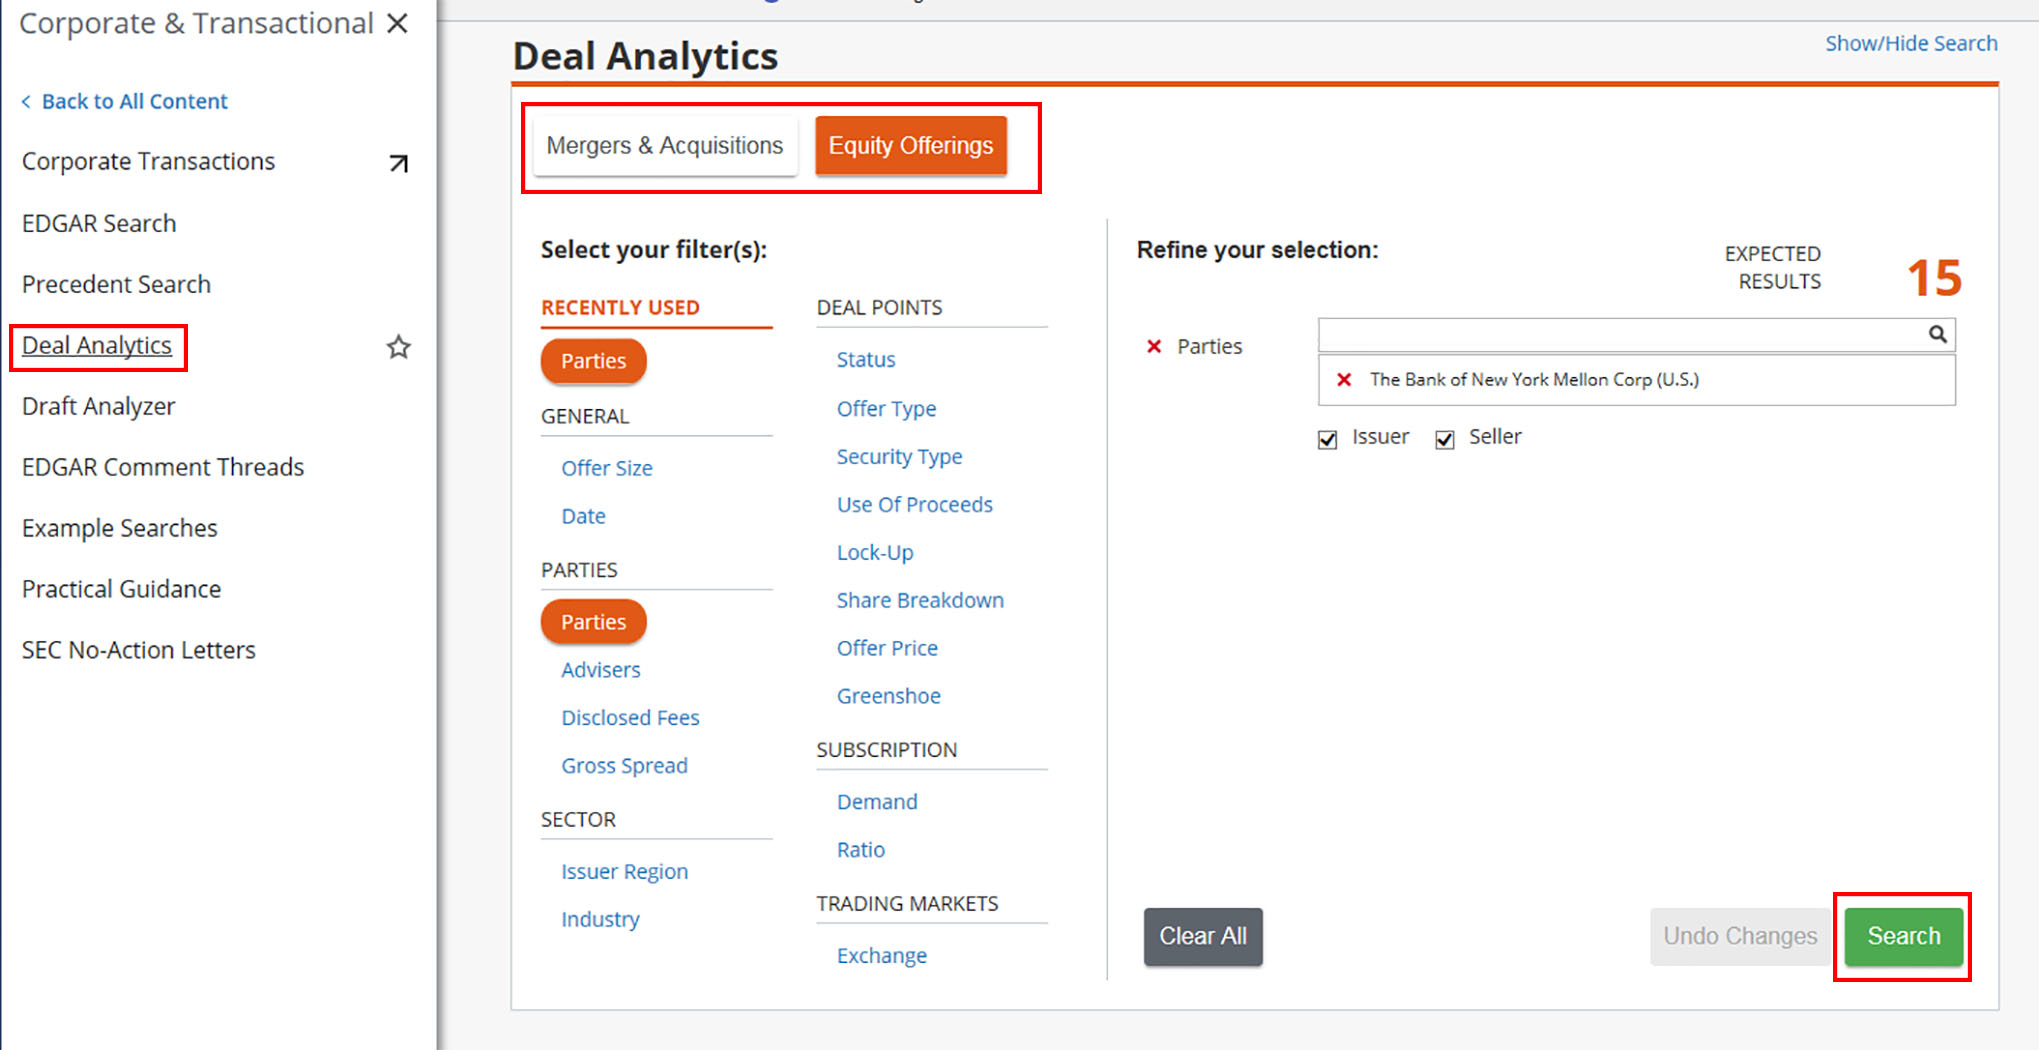 Corporate & Transactional
Back to All Content
Corporate Transactions
EDGAR Search
Precedent Search
Deal Analytics
Draft Analyzer
EDGAR Comment Threads
Example Searches
Practical Guidance
SEC No-Action Letters
Deal Analytics
Show/Hide Search
Mergers & Acquisitions
Equity Offerings
Select your filter(s):
RECENTLY USED
Parties
GENERAL
Offer Size
Date
PARTIES
Parties
Advisers
Disclosed Fees
Gross Spread
SECTOR
Issuer Region
Industry
DEAL POINTS
Status
Offer Type
Security Type
Use Of Proceeds
Lock-Up
Share Breakdown
Offer Price
Greenshoe
SUBSCRIPTION
Demand
Ratio
TRADING MARKETS
Exchange
Refine your selection:
EXPECTED
RESULTS
15
Parties
The Bank of New York Mellon Corp (U.S.)
Issuer
Seller
Clear All
Undo Changes
Search